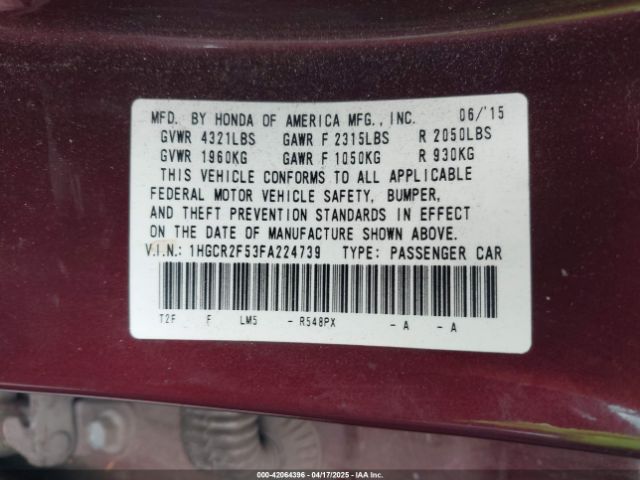 MFD. BY HONDA OF AMERICA MFG., INC. 06/'15
GVWR 4321LBS GAWR F 2315LBS R 2050LBS
GVWR 1960KG GAWR F 1050KG R 930KG
THIS VEHICLE CONFORMS TO ALL APPLICABLE
FEDERAL MOTOR VEHICLE SAFETY, BUMPER,
AND THEFT PREVENTION STANDARDS IN EFFECT
ON THE DATE OF MANUFACTURE SHOWN ABOVE.
V.I.N.: 1HGCR2F53FA224739 TYPE: PASSENGER CAR
T2F F LM5 - R548PX - A - A
000-42064396 04/17/2025 IAA Inc.